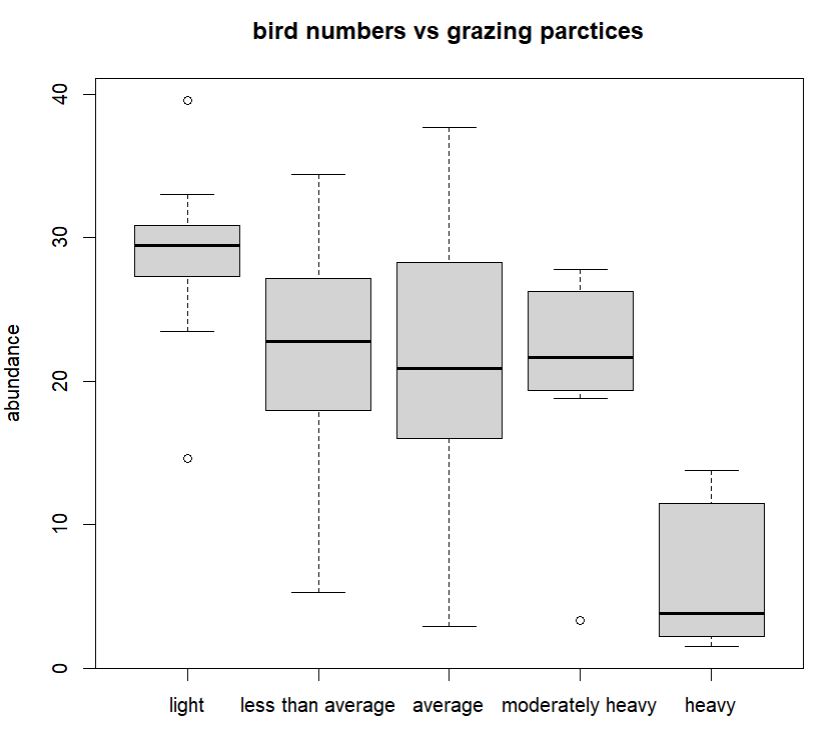 bird numbers vs grazing parctices
abundance
40
30
20
10
0
light less than average average moderately heavy heavy